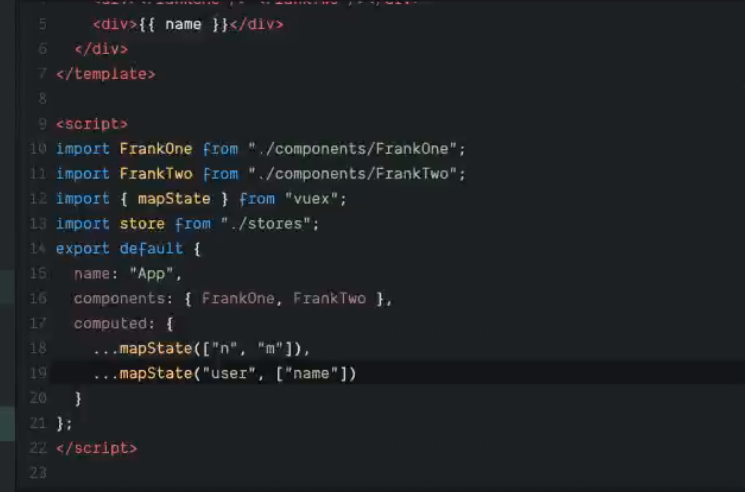 5 <div>{{ name }}</div>
6 </div>
7 </template>
8
9 <script>
10 import FrankOne from "./components/FrankOne";
11 import FrankTwo from "./components/FrankTwo";
12 import { mapState } from "vuex";
13 import store from "./stores";
14 export default {
15 name: "App",
16 components: { FrankOne, FrankTwo },
17 computed: {
18 ...mapState(["n", "m"]),
19 ...mapState("user", ["name"])
20 }
21 };
22 </script>
23